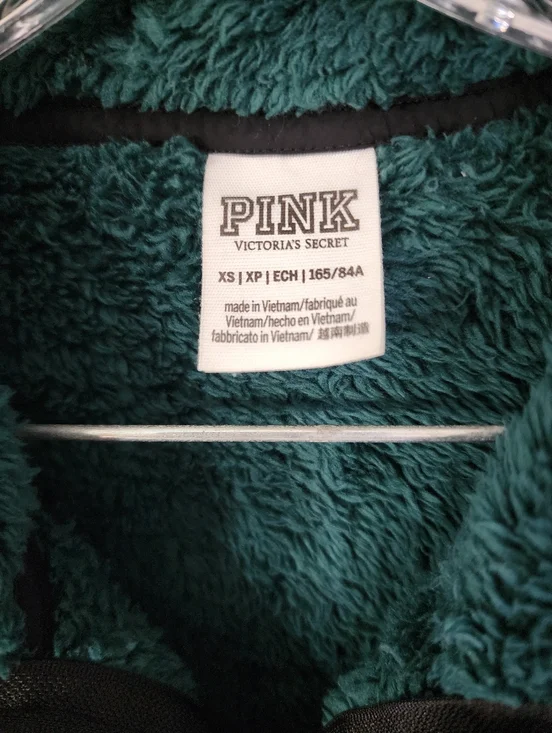 PINK
VICTORIA'S SECRET
XS | XP | ECH | 165/84A
made in Vietnam/fabriqué au
Vietnam/hecho en Vietnam/
fabbricato in Vietnam/ 越南制造